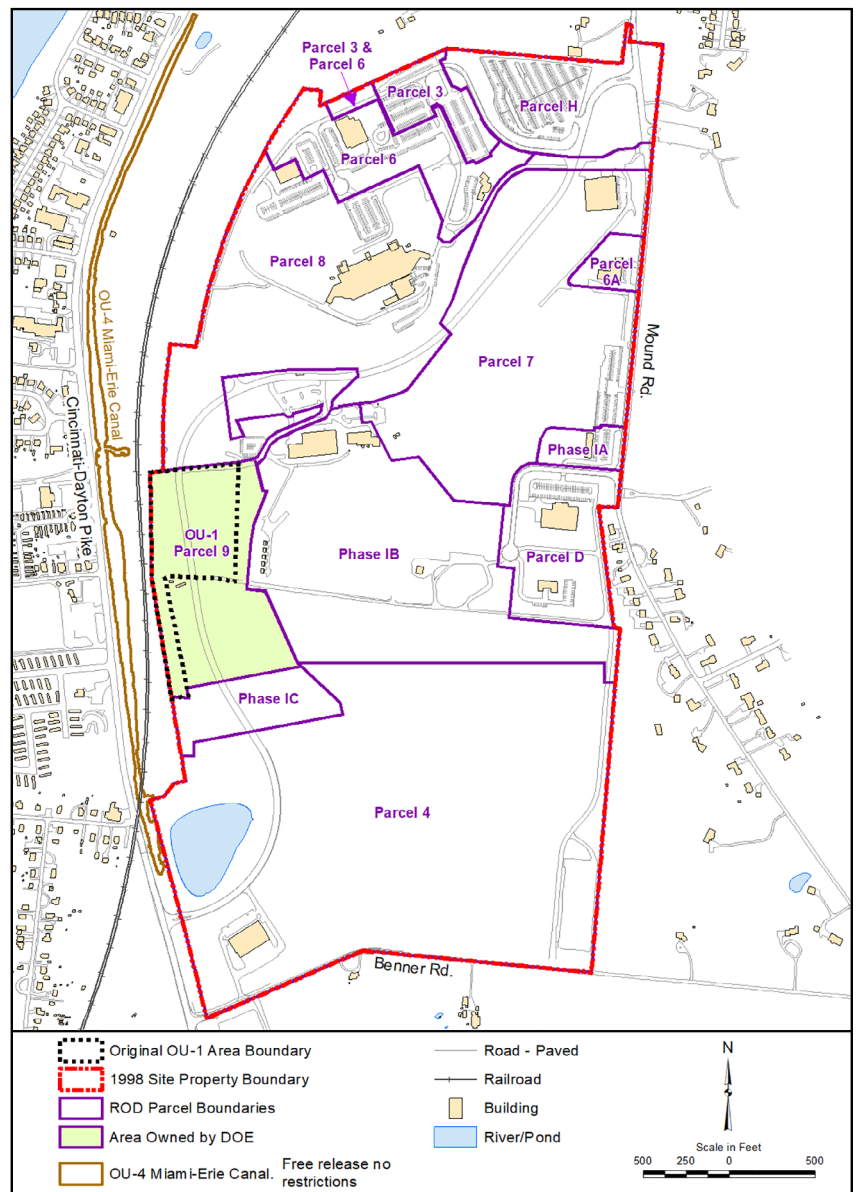 Parcel 3 &
Parcel 6
Parcel 3
Parcel H
Parcel 6
Parcel 8
Parcel
6A
OU-4 Miami-Erie Canal
Cincinnati-Dayton Pike
Mound Rd.
Parcel 7
Phase IA
OU-1
Parcel 9
Phase IB
Parcel D
Phase IC
Parcel 4
Benner Rd.
Original OU-1 Area Boundary
1998 Site Property Boundary
ROD Parcel Boundaries
Area Owned by DOE
OU-4 Miami-Erie Canal. Free release no
restrictions
Road - Paved
Railroad
Building
River/Pond
N
Scale in Feet
500 250 0 500